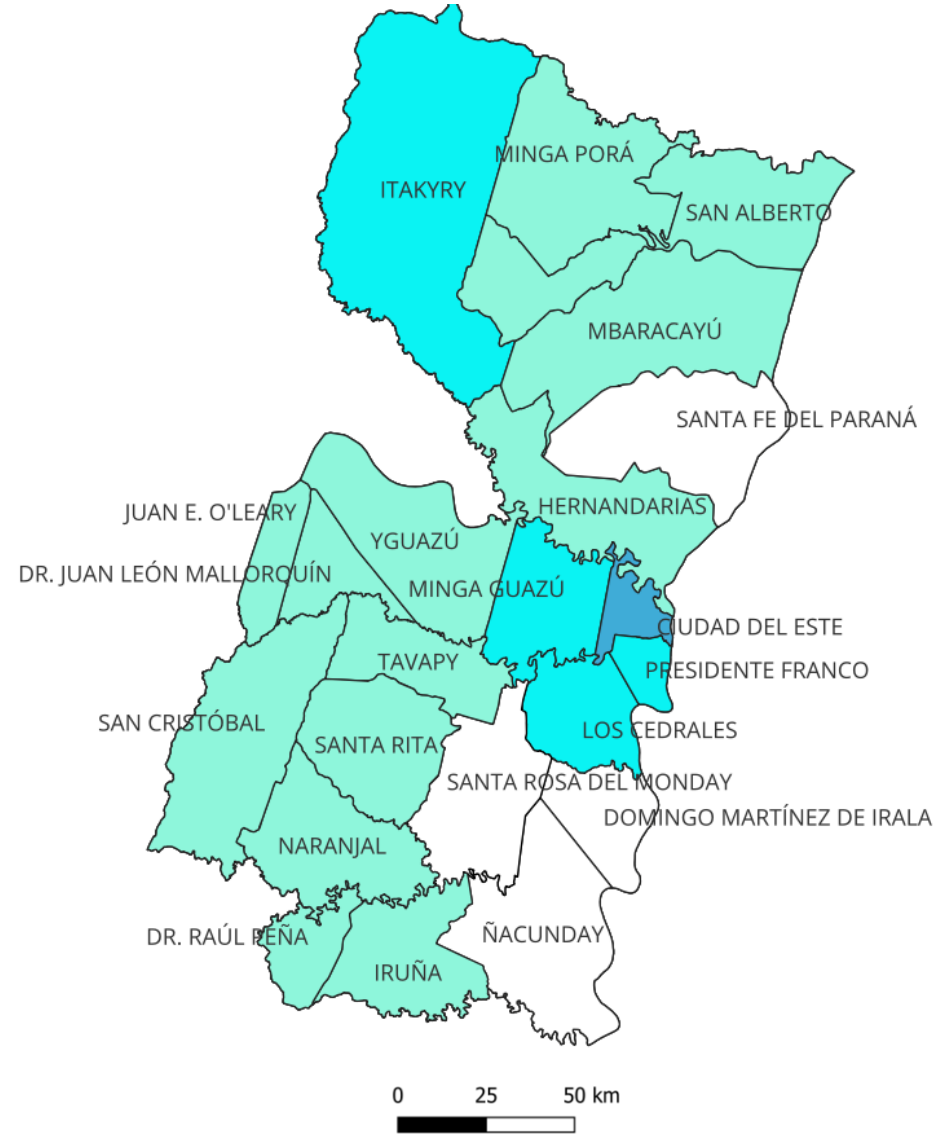 MINGA PORÁ
ITAKYRY
SAN ALBERTO
MBARACAYÚ
SANTA FE DEL PARANÁ
HERNANDARIAS
JUAN E. O'LEARY
YGUAZÚ
DR. JUAN LEÓN MALLORQUÍN
MINGA GUAZÚ
CIUDAD DEL ESTE
TAVAPY
PRESIDENTE FRANCO
SAN CRISTÓBAL
LOS CEDRALES
SANTA RITA
SANTA ROSA DEL MONDAY
DOMINGO MARTÍNEZ DE IRALA
NARANJAL
DR. RAÚL PEÑA
ÑACUNDAY
IRUÑA
0 25 50 km